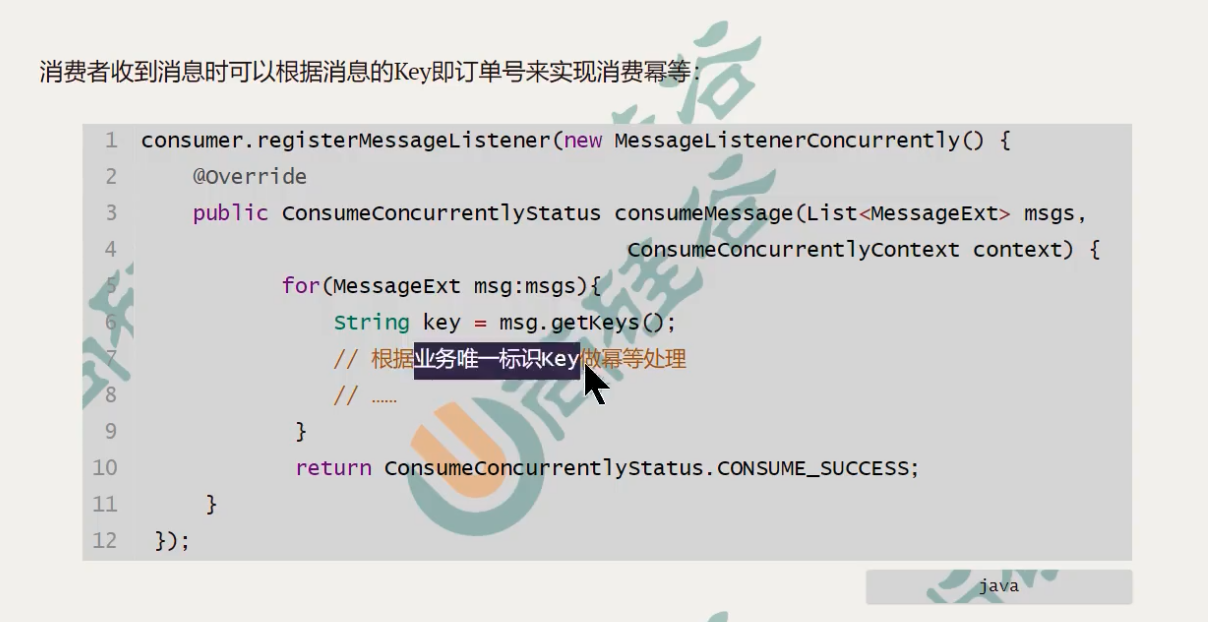 消费者收到消息时可以根据消息的Key即订单号来实现消费幂等：
1 consumer.registerMessageListener(new MessageListenerConcurrently() {
2 @Override
3 public ConsumeConcurrentlyStatus consumeMessage(List<MessageExt> msgs,
4 ConsumeConcurrentlyContext context) {
5 for(MessageExt msg:msgs){
6 String key = msg.getKeys();
7 // 根据业务唯一标识Key做幂等处理
8 // ……
9 }
10 return ConsumeConcurrentlyStatus.CONSUME_SUCCESS;
11 }
12 });
java
尚硅谷